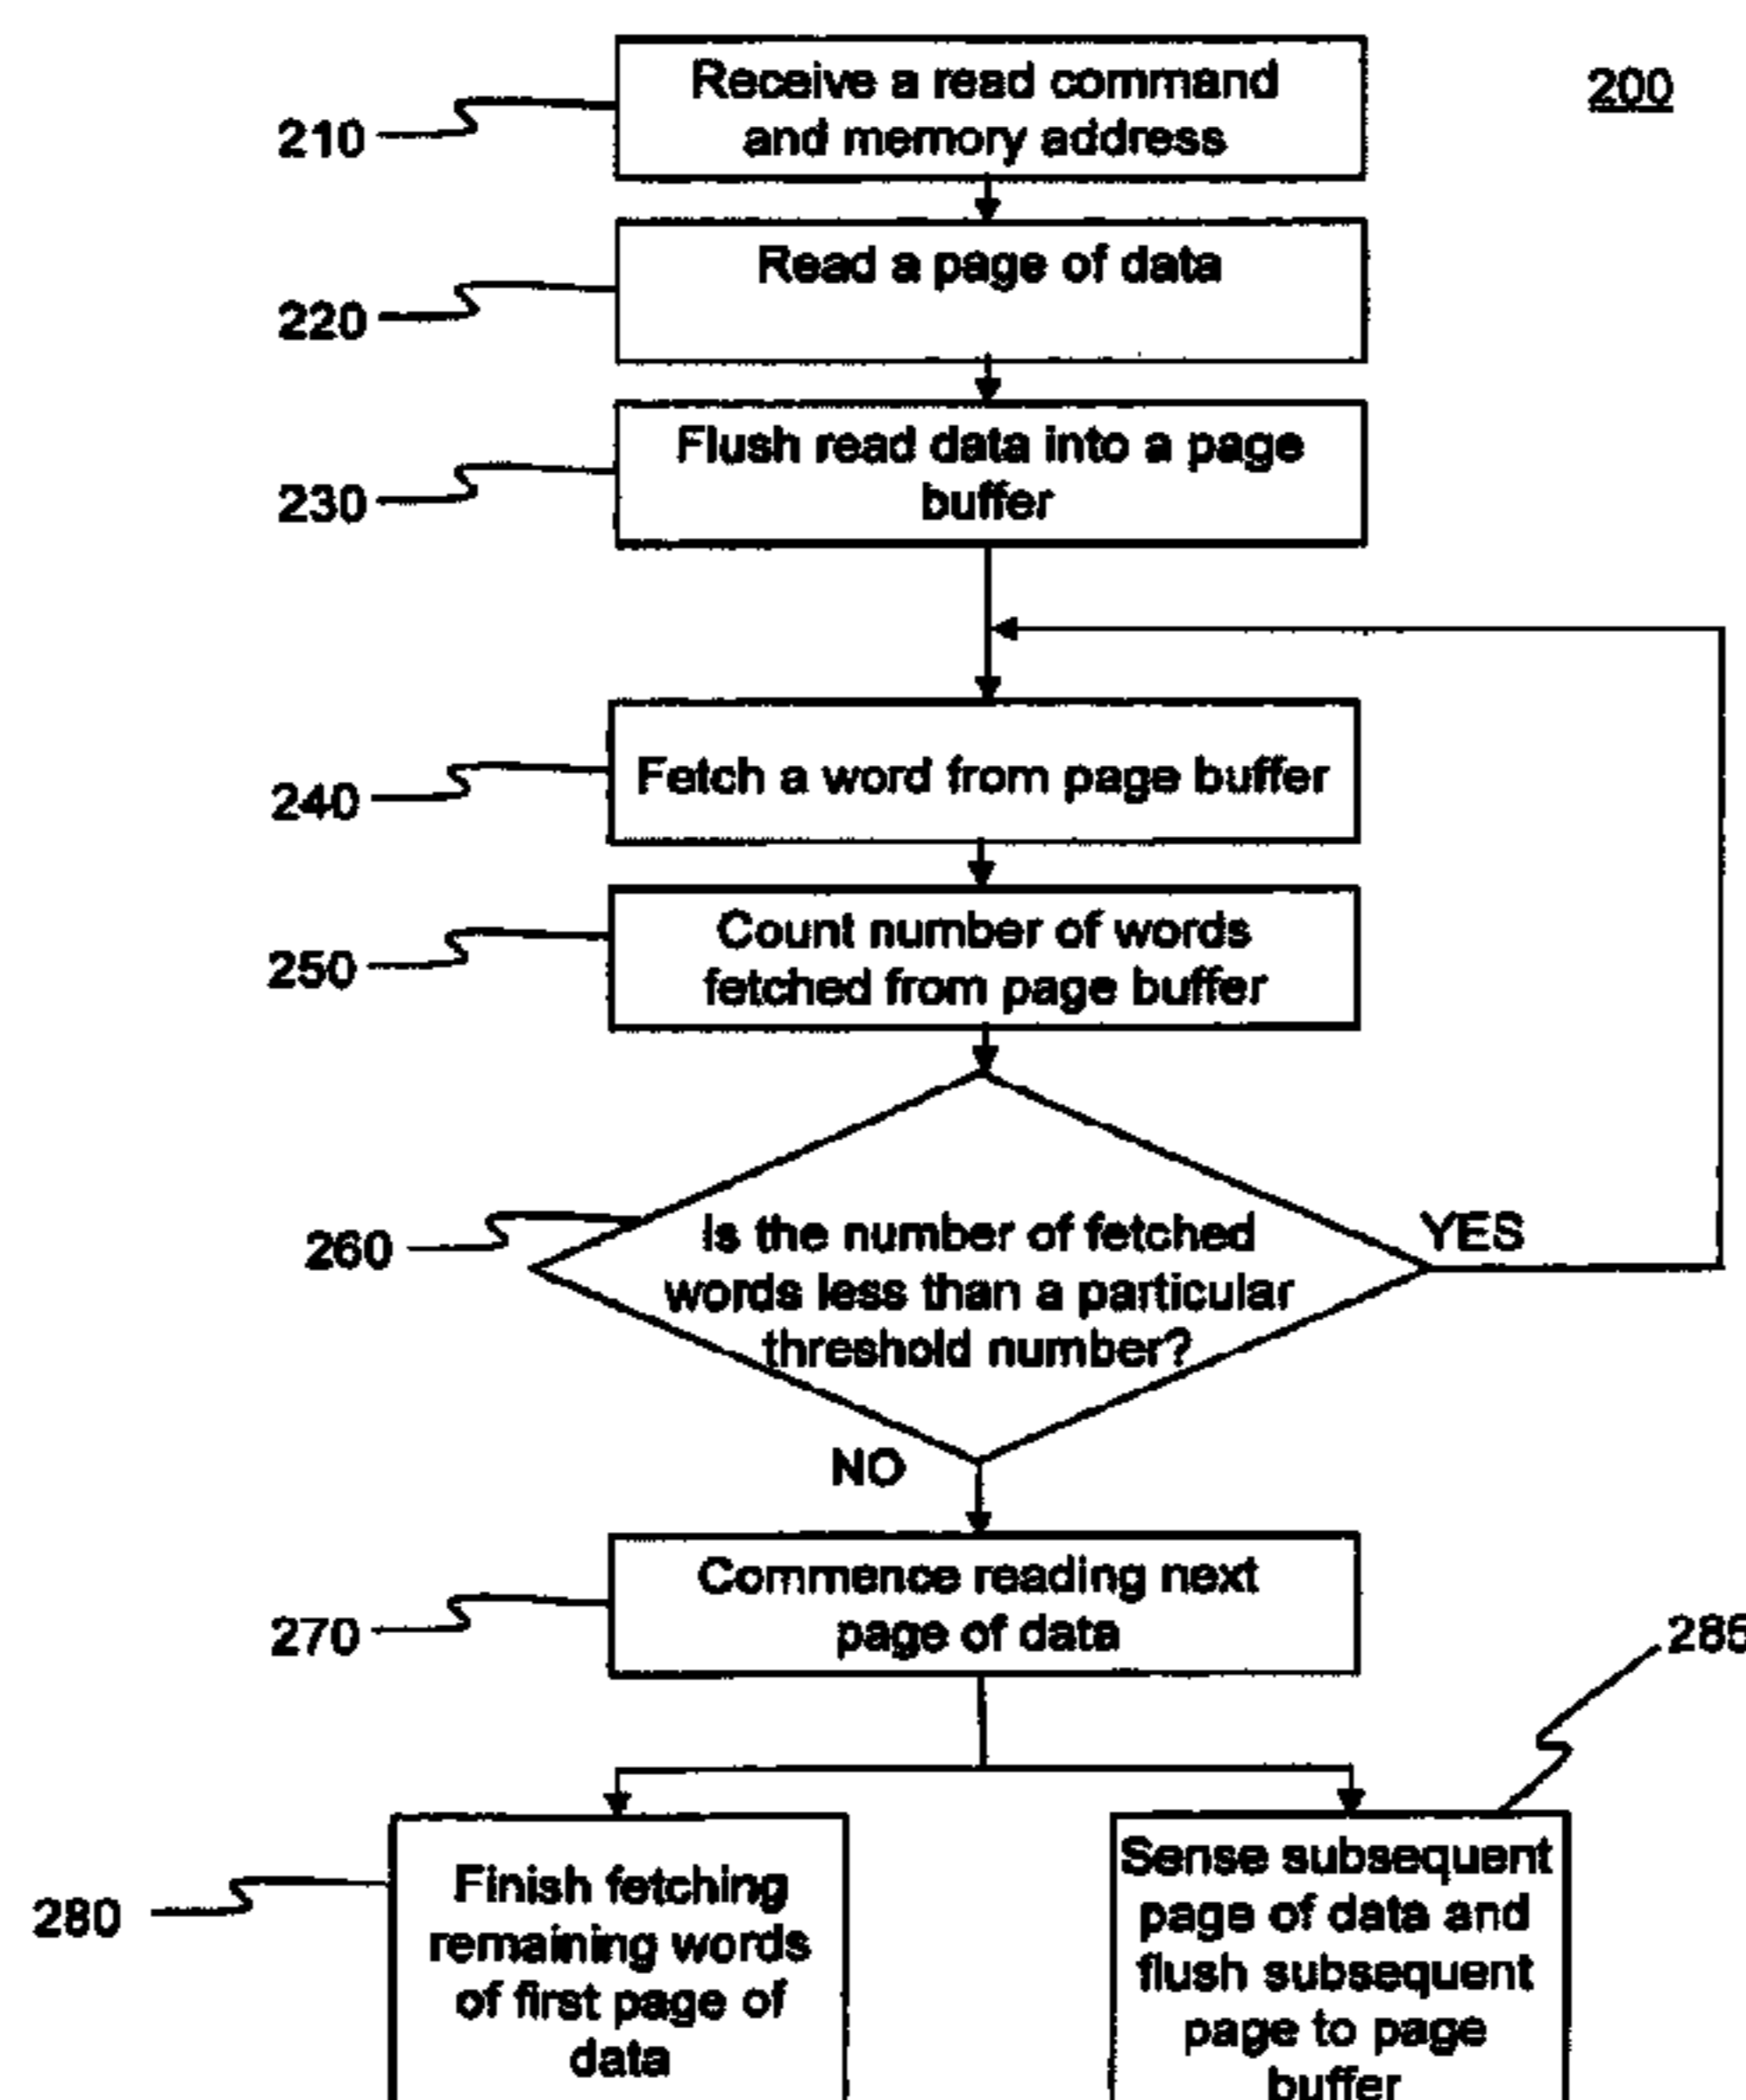 200
210
Receive a read command
and memory address
220
Read a page of data
230
Flush read data into a page
buffer
240
Fetch a word from page buffer
250
Count number of words
fetched from page buffer
260
Is the number of fetched
words less than a particular
threshold number?
YES
NO
270
Commence reading next
page of data
285
280
Finish fetching
remaining words
of first page of
data
Sense subsequent
page of data and
flush subsequent
page to page
buffer